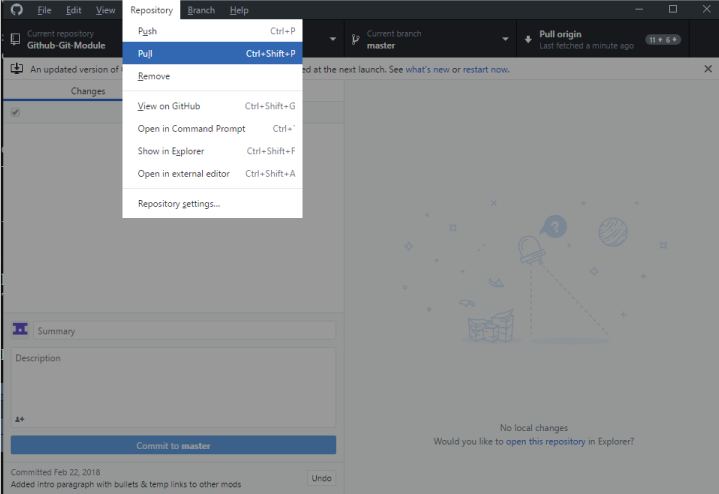 File Edit View Repository Branch Help
Current repository
Github-Git-Module
Current branch
master
Pull origin
Last fetched a minute ago
11 6
Push Ctrl+P
Pull Ctrl+Shift+P
Remove
View on GitHub Ctrl+Shift+G
Open in Command Prompt Ctrl+`
Show in Explorer Ctrl+Shift+F
Open in external editor Ctrl+Shift+A
Repository settings...
An updated version of
ed at the next launch. See what's new or restart now.
Changes
?
Summary
Description
Commit to master
Committed Feb 22, 2018
Added intro paragraph with bullets & temp links to other mods
Undo
No local changes
Would you like to open this repository in Explorer?